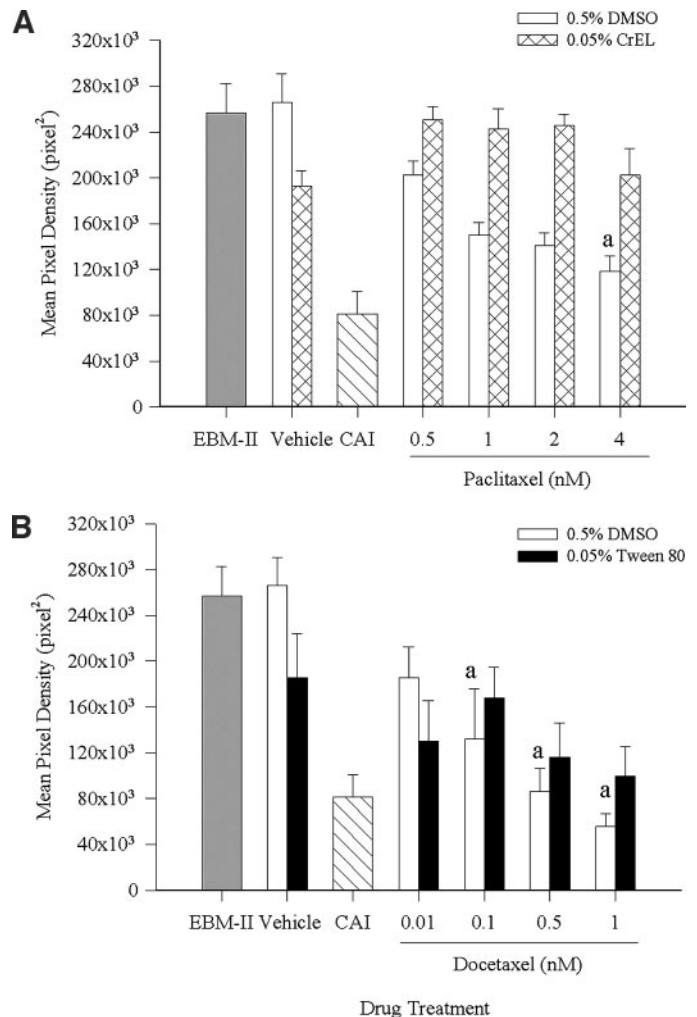 A
0.5% DMSO
0.05% CrEL
Mean Pixel Density (pixel²)
320x10³
280x10³
240x10³
200x10³
160x10³
120x10³
80x10³
40x10³
0
a
EBM-II Vehicle CAI 0.5 1 2 4
Paclitaxel (nM)
B
0.5% DMSO
0.05% Tween 80
Mean Pixel Density (pixel²)
320x10³
280x10³
240x10³
200x10³
160x10³
120x10³
80x10³
40x10³
0
a
a
a
EBM-II Vehicle CAI 0.01 0.1 0.5 1
Docetaxel (nM)
Drug Treatment